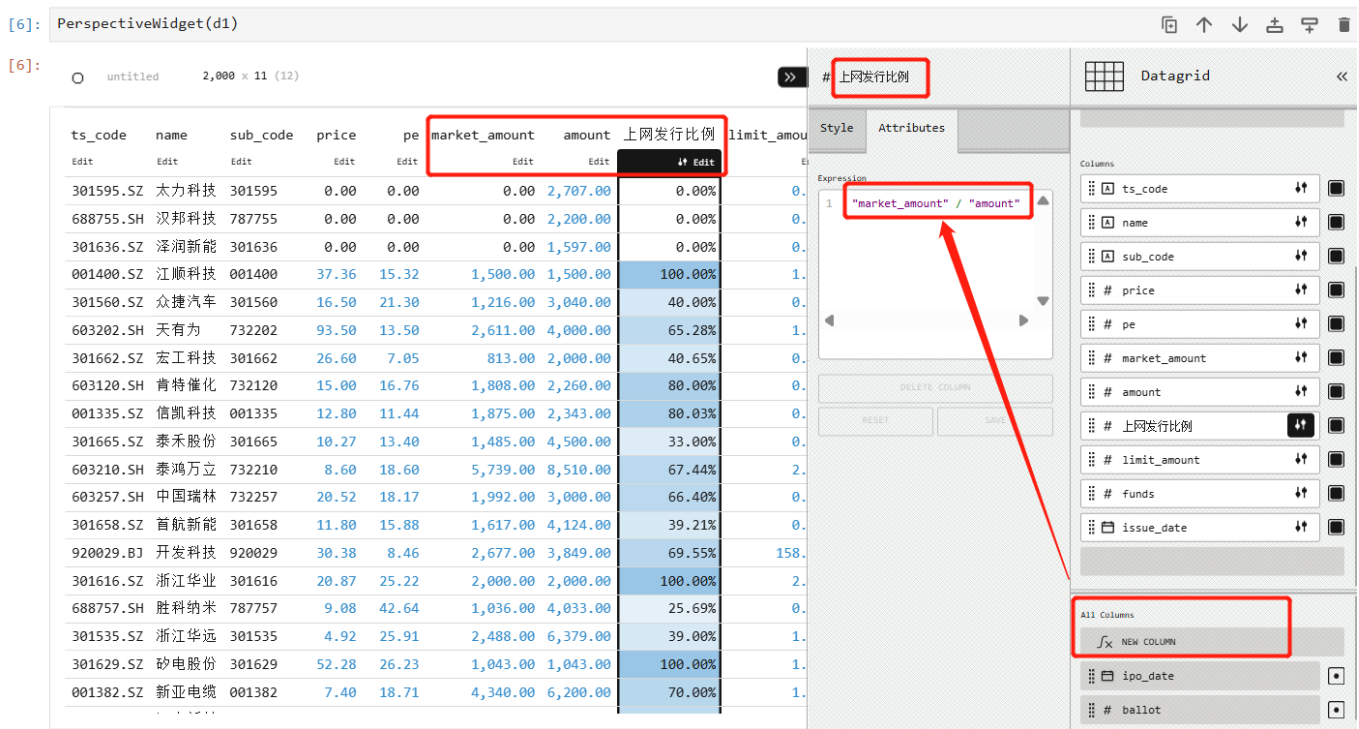 [6]: PerspectiveWidget(d1)
[6]:
untitled 2,000 x 11 (12)
ts_code name sub_code price pe market_amount amount 上网发行比例 limit_amou
Edit Edit Edit Edit Edit Edit Edit Edit E
301595.SZ 太力科技 301595 0.00 0.00 0.00 2,707.00 0.00% 0.
688755.SH 汉邦科技 787755 0.00 0.00 0.00 2,200.00 0.00% 0.
301636.SZ 泽润新能 301636 0.00 0.00 0.00 1,597.00 0.00% 0.
001400.SZ 江顺科技 001400 37.36 15.32 1,500.00 1,500.00 100.00% 1.
301560.SZ 众捷汽车 301560 16.50 21.30 1,216.00 3,040.00 40.00% 0.
603202.SH 天有为 732202 93.50 13.50 2,611.00 4,000.00 65.28% 1.
301662.SZ 宏工科技 301662 26.60 7.05 813.00 2,000.00 40.65% 0.
603120.SH 肯特催化 732120 15.00 16.76 1,808.00 2,260.00 80.00% 0.
001335.SZ 信凯科技 001335 12.80 11.44 1,875.00 2,343.00 80.03% 0.
301665.SZ 泰禾股份 301665 10.27 13.40 1,485.00 4,500.00 33.00% 0.
603210.SH 泰鸿万立 732210 8.60 18.60 5,739.00 8,510.00 67.44% 2.
603257.SH 中国瑞林 732257 20.52 18.17 1,992.00 3,000.00 66.40% 0.
301658.SZ 首航新能 301658 11.80 15.88 1,617.00 4,124.00 39.21% 0.
920029.BJ 开发科技 920029 30.38 8.46 2,677.00 3,849.00 69.55% 158.
301616.SZ 浙江华业 301616 20.87 25.22 2,000.00 2,000.00 100.00% 2.
688757.SH 胜科纳米 787757 9.08 42.64 1,036.00 4,033.00 25.69% 0.
301535.SZ 浙江华远 301535 4.92 25.91 2,488.00 6,379.00 39.00% 1.
301629.SZ 矽电股份 301629 52.28 26.23 1,043.00 1,043.00 100.00% 1.
001382.SZ 新亚电缆 001382 7.40 18.71 4,340.00 6,200.00 70.00% 1.
# 上网发行比例
Style Attributes
Expression
1 "market_amount" / "amount"
DELETE COLUMN
RESET SAVE
Datagrid
Columns
A ts_code
A name
A sub_code
# price
# pe
# market_amount
# amount
# 上网发行比例
# limit_amount
# funds
issue_date
All Columns
fx NEW COLUMN
ipo_date
# ballot